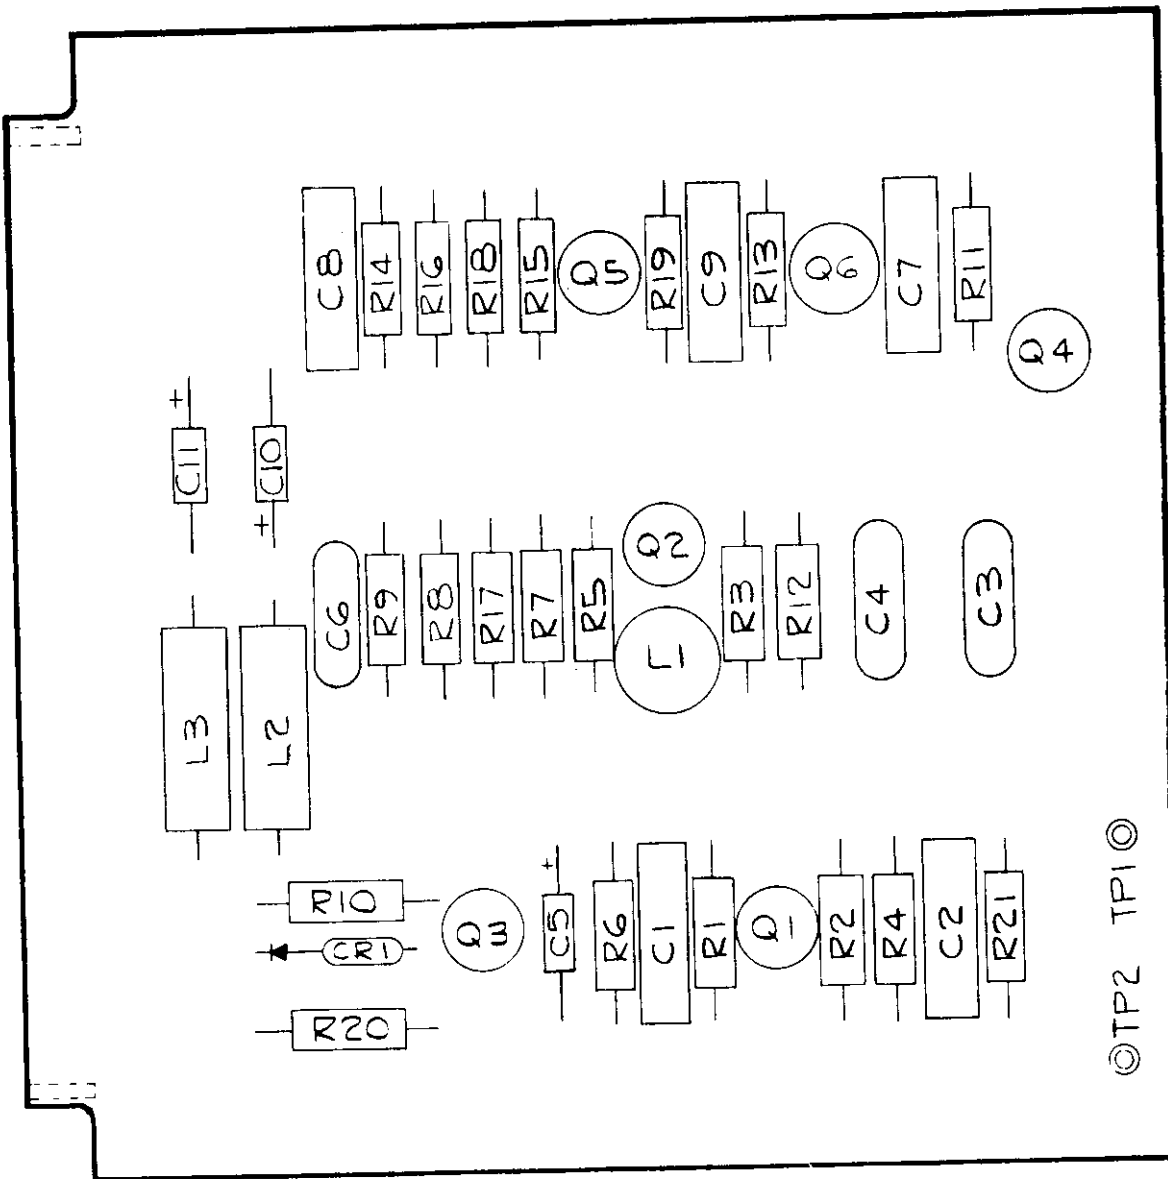 C8
R14
R16
R18
R15
Q5
R19
C9
R13
Q6
C7
R11
Q4
C11
+
C10
+
C6
R9
R8
R17
R7
R5
Q2
L1
R3
R12
C4
C3
L3
L2
R10
CR1
R20
Q3
C5
+
R6
C1
R1
Q1
R2
R4
C2
R21
TP2 TP1